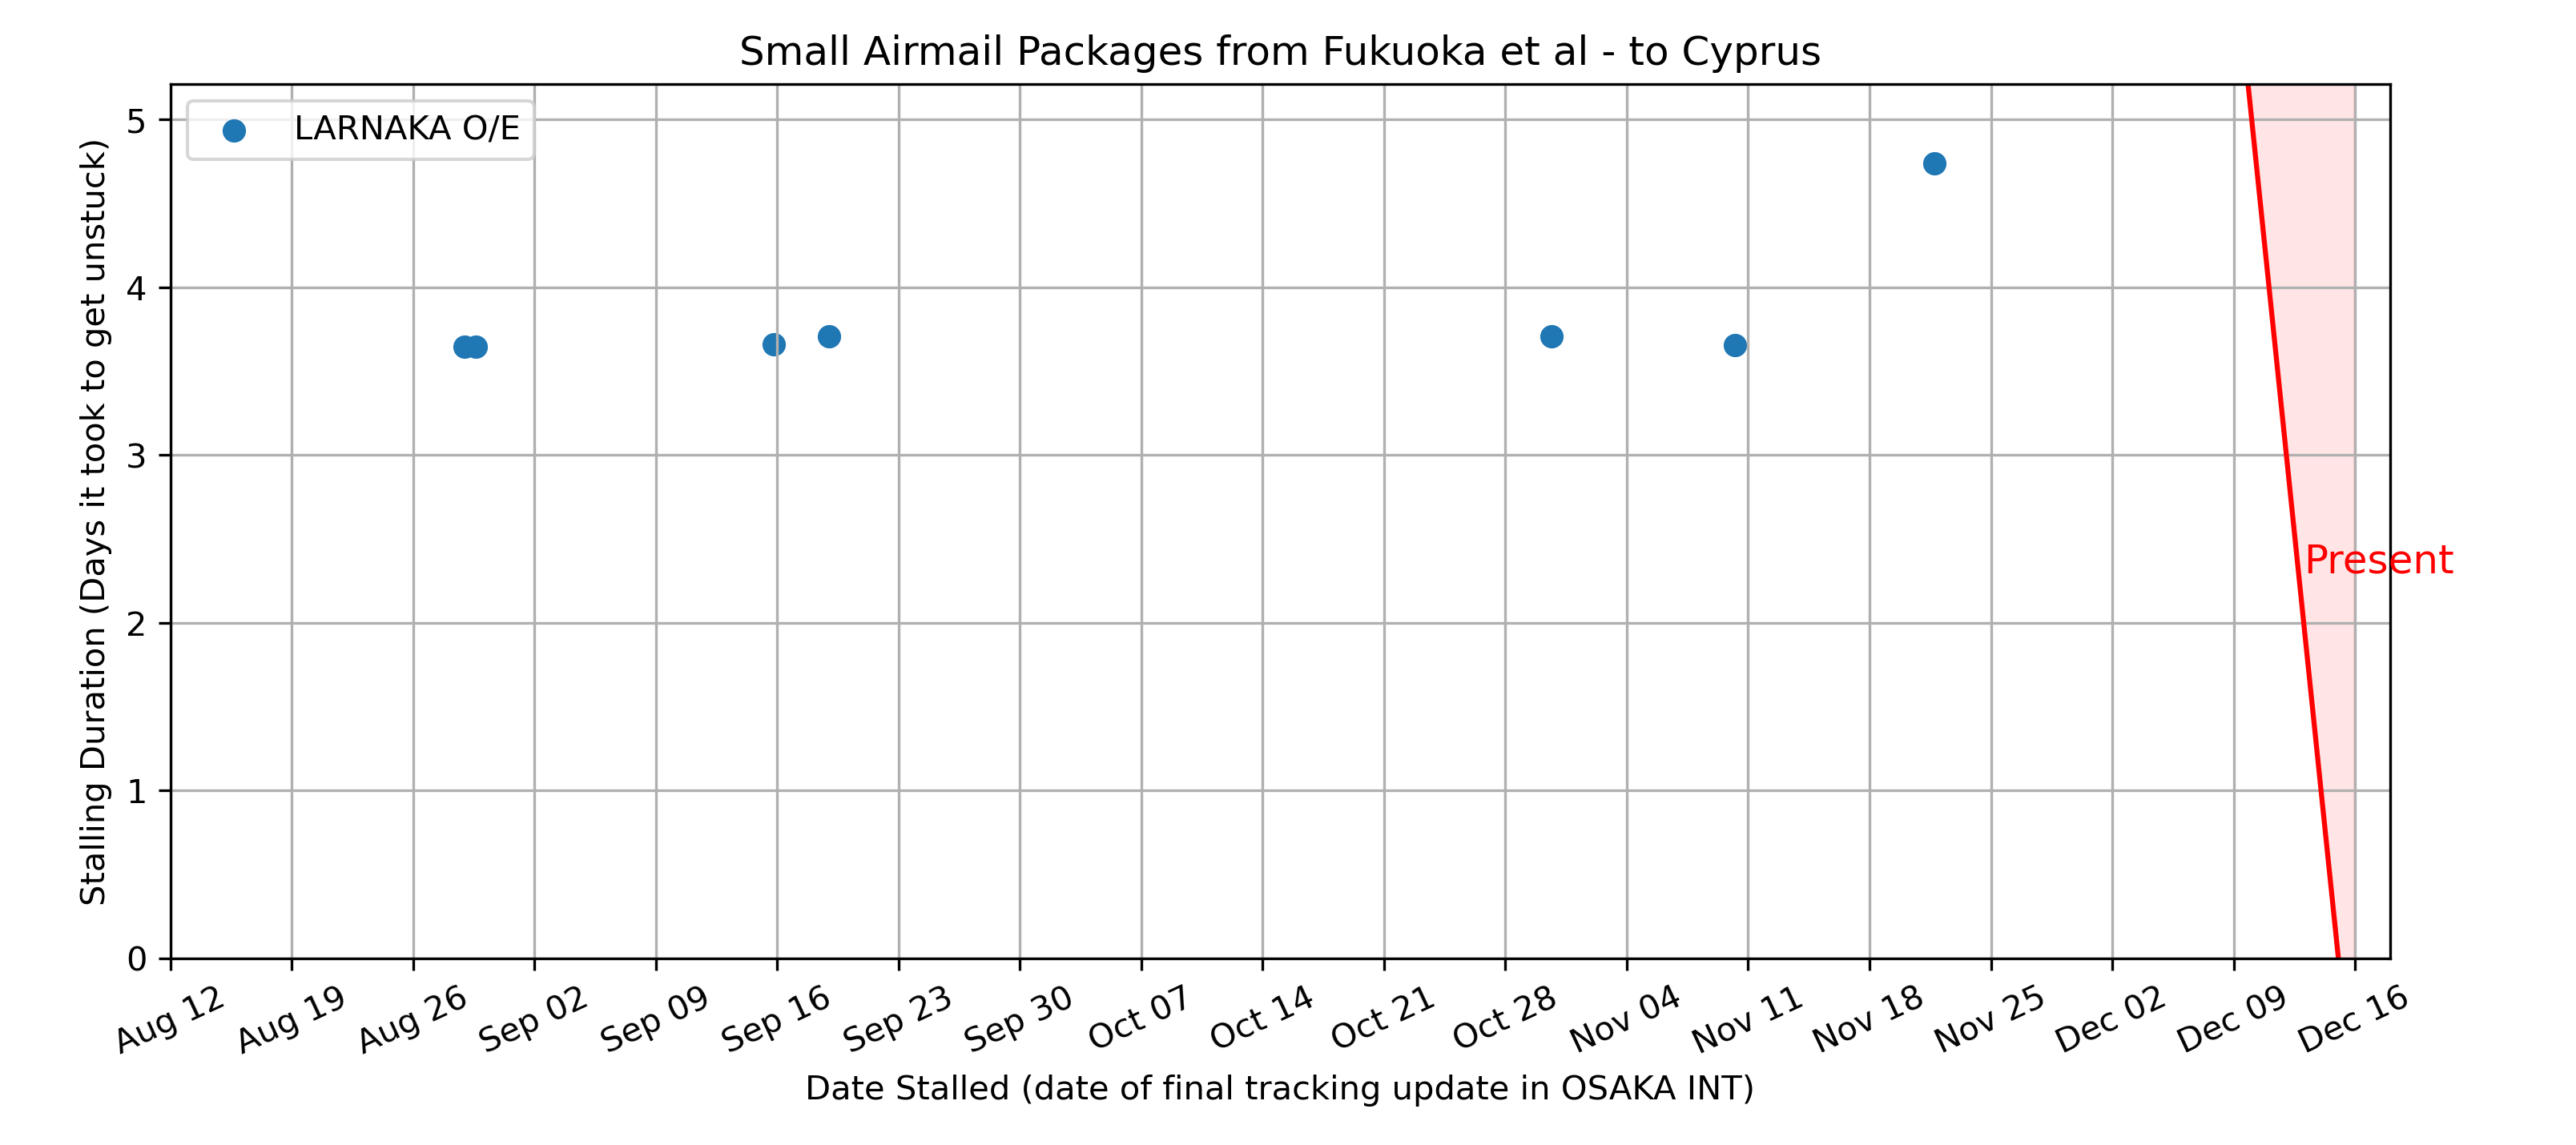 Small Airmail Packages from Fukuoka et al - to Cyprus
LARNAKA O/E
Stalling Duration (Days it took to get unstuck)
5
4
3
2
1
0
Present
Aug 12
Aug 19
Aug 26
Sep 02
Sep 09
Sep 16
Sep 23
Sep 30
Oct 07
Oct 14
Oct 21
Oct 28
Nov 04
Nov 11
Nov 18
Nov 25
Dec 02
Dec 09
Dec 16
Date Stalled (date of final tracking update in OSAKA INT)